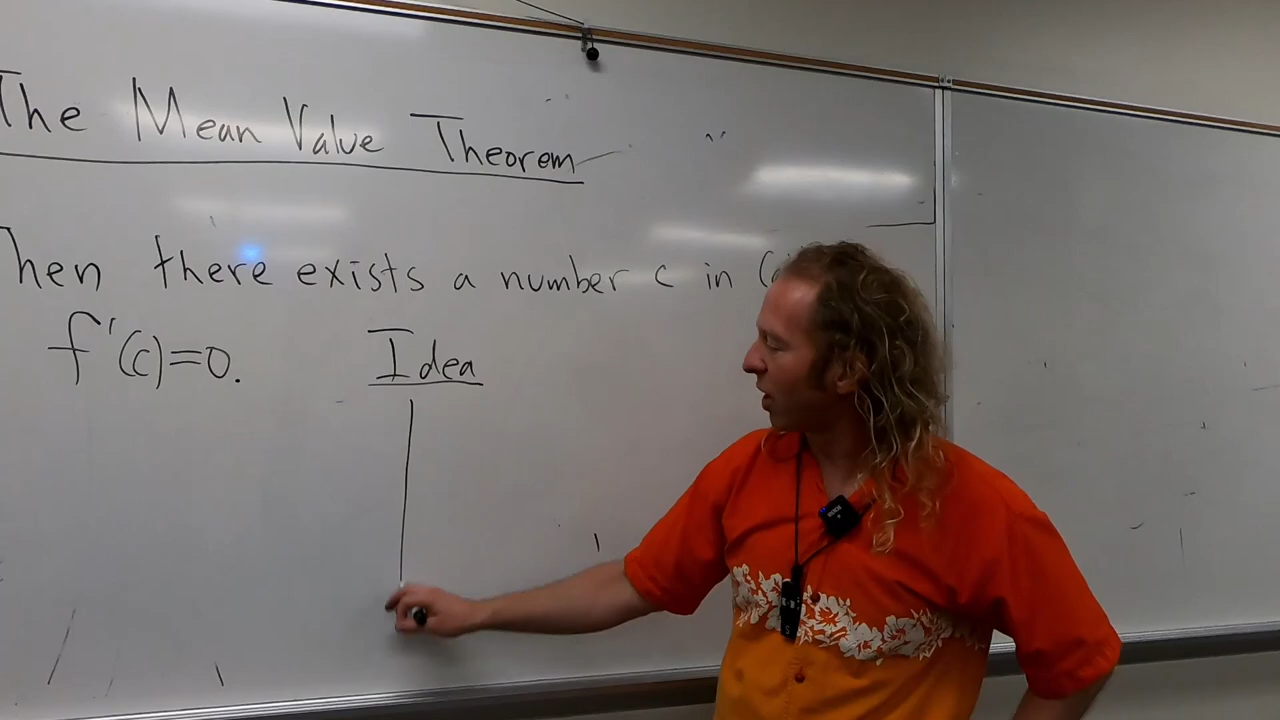 The Mean Value Theorem
Then there exists a number c in (
f'(c)=0.
Idea